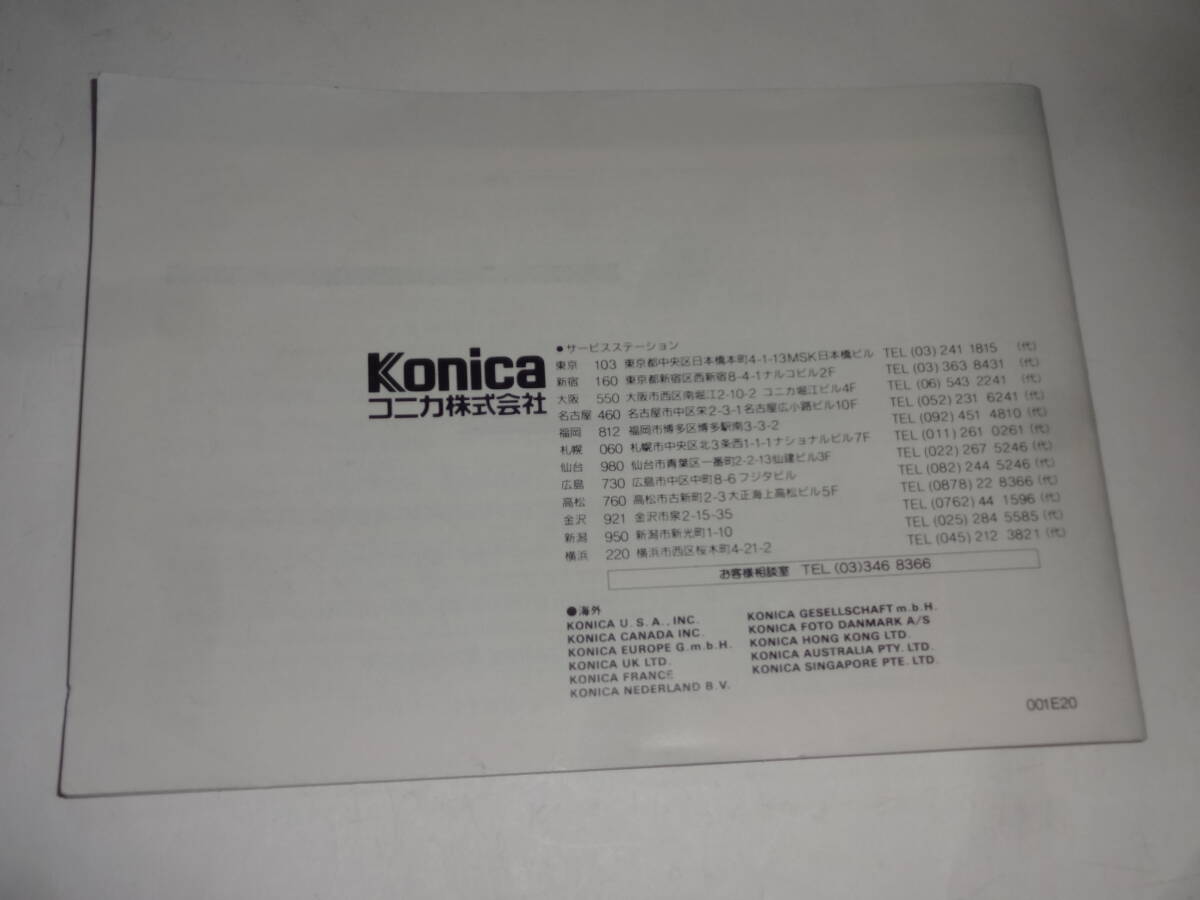 Konica
コニカ株式会社
●サービスステーション
東京 103 東京都中央区日本橋本町4-1-13MSK日本橋ビル TEL (03) 241 1815 (代)
新宿 160 東京都新宿区西新宿8-4-1ナルコビル2F TEL (03) 363 8431 (代)
大阪 550 大阪市西区南堀江2-10-2 コニカ堀江ビル4F TEL (06) 543 2241 (代)
名古屋 460 名古屋市中区栄2-3-1名古屋広小路ビル10F TEL (052) 231 6241 (代)
福岡 812 福岡市博多区博多駅南3-3-2 TEL (092) 451 4810 (代)
札幌 060 札幌市中央区北3条西1-1-1ナショナルビル7F TEL (011) 261 0261 (代)
仙台 980 仙台市青葉区一番町2-2-13仙建ビル3F TEL (022) 267 5246 (代)
広島 730 広島市中区中町8-6フジタビル TEL (082) 244 5246 (代)
高松 760 高松市古新町2-3大正海上高松ビル5F TEL (0878) 22 8366 (代)
金沢 921 金沢市泉2-15-35 TEL (0762) 44 1596 (代)
新潟 950 新潟市新光町1-10 TEL (025) 284 5585 (代)
横浜 220 横浜市西区桜木町4-21-2 TEL (045) 212 3821 (代)
お客様相談室 TEL (03)346 8366
●海外
KONICA U.S.A., INC.
KONICA CANADA INC.
KONICA EUROPE G.m.b.H.
KONICA UK LTD.
KONICA FRANCE
KONICA NEDERLAND B.V.
KONICA GESELLSCHAFT m.b.H.
KONICA FOTO DANMARK A/S
KONICA HONG KONG LTD.
KONICA AUSTRALIA PTY. LTD.
KONICA SINGAPORE PTE. LTD.
001E20